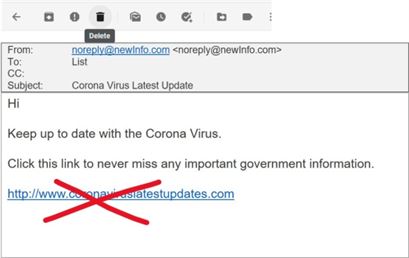 Delete
From: noreply@newInfo.com <noreply@newInfo.com>
To: List
CC:
Subject: Corona Virus Latest Update
Hi
Keep up to date with the Corona Virus.
Click this link to never miss any important government information.
http://www.coronaviruslatestupdates.com